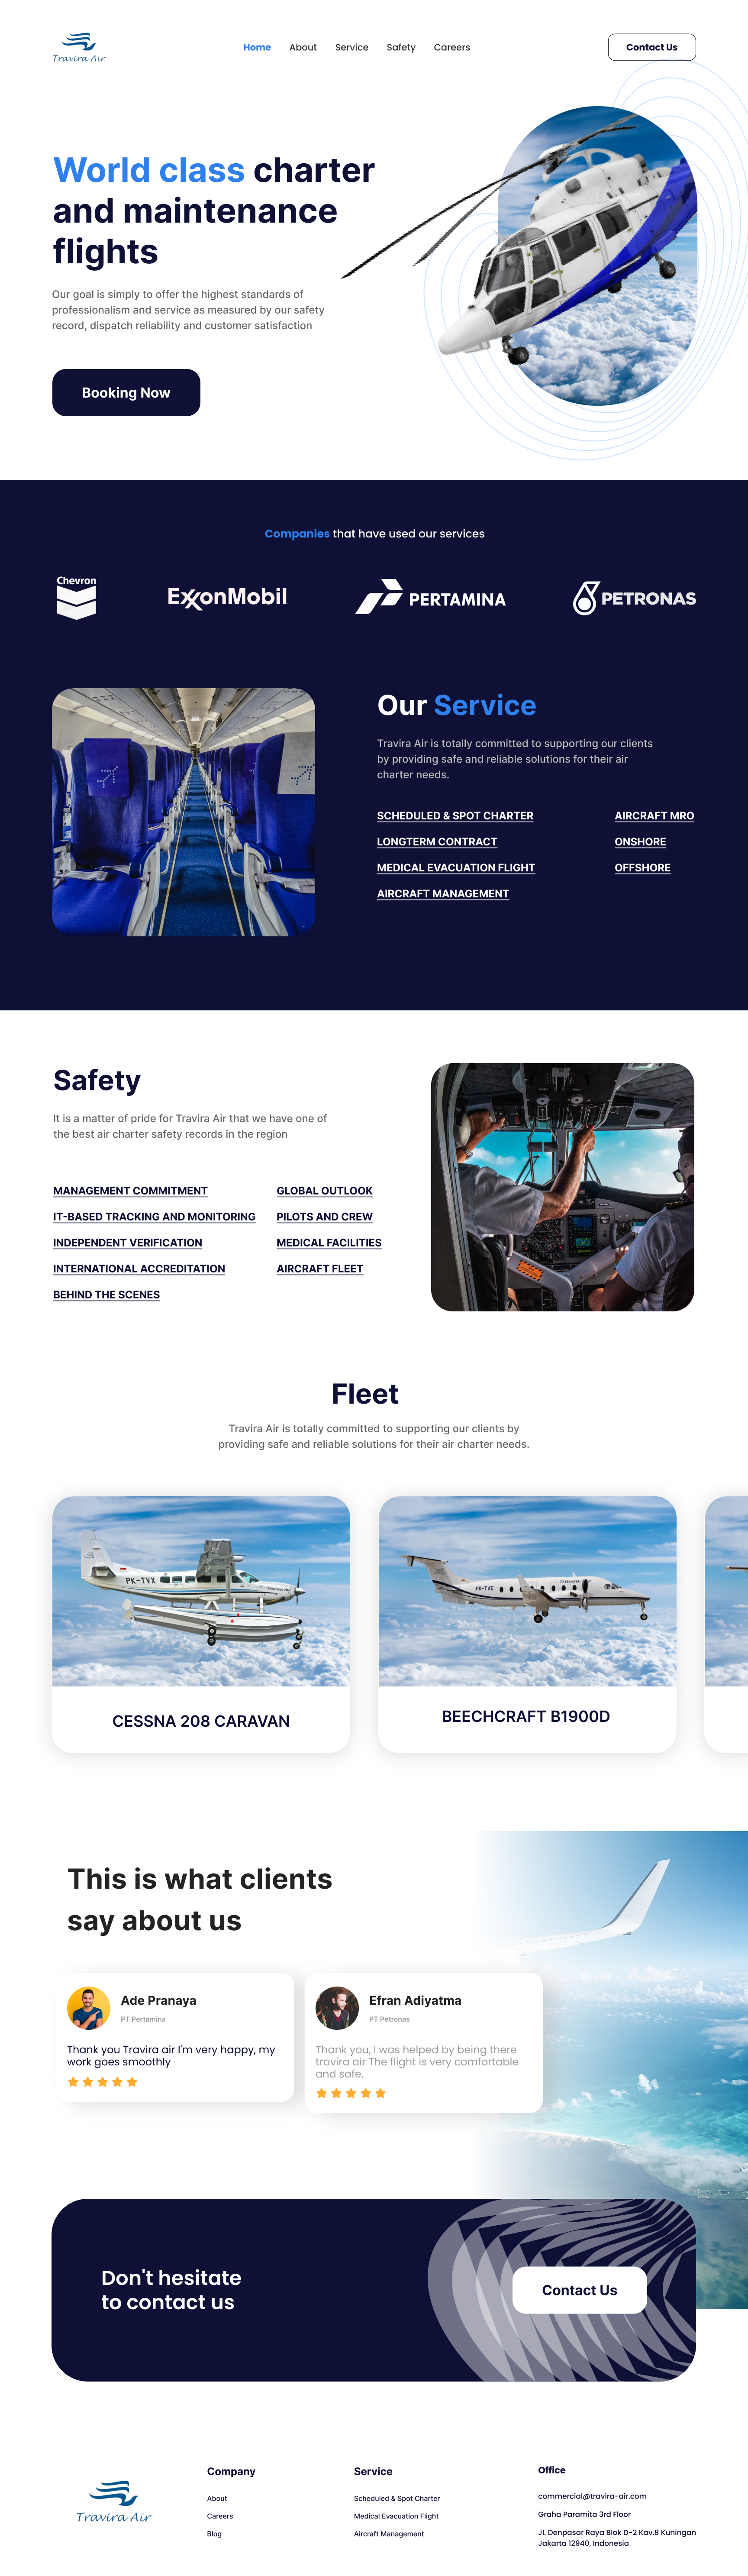 Travira Air
Home About Service Safety Careers
Contact Us
World class charter
and maintenance
flights
Our goal is simply to offer the highest standards of
professionalism and service as measured by our safety
record, dispatch reliability and customer satisfaction
Booking Now
Companies that have used our services
Chevron
ExxonMobil
PERTAMINA
PETRONAS
Our Service
Travira Air is totally committed to supporting our clients
by providing safe and reliable solutions for their air
charter needs.
SCHEDULED & SPOT CHARTER
LONGTERM CONTRACT
MEDICAL EVACUATION FLIGHT
AIRCRAFT MANAGEMENT
AIRCRAFT MRO
ONSHORE
OFFSHORE
Safety
It is a matter of pride for Travira Air that we have one of
the best air charter safety records in the region
MANAGEMENT COMMITMENT
IT-BASED TRACKING AND MONITORING
INDEPENDENT VERIFICATION
INTERNATIONAL ACCREDITATION
BEHIND THE SCENES
GLOBAL OUTLOOK
PILOTS AND CREW
MEDICAL FACILITIES
AIRCRAFT FLEET
Fleet
Travira Air is totally committed to supporting our clients by
providing safe and reliable solutions for their air charter needs.
PK-TVX
CESSNA 208 CARAVAN
PK-TVE
BEECHCRAFT B1900D
This is what clients
say about us
Ade Pranaya
PT Pertamina
Thank you Travira air I'm very happy, my
work goes smoothly
Efran Adiyatma
PT Petronas
Thank you, I was helped by being there
travira air The flight is very comfortable
and safe.
Don't hesitate
to contact us
Contact Us
Travira Air
Company
About
Careers
Blog
Service
Scheduled & Spot Charter
Medical Evacuation Flight
Aircraft Management
Office
commercial@travira-air.com
Graha Paramita 3rd Floor
Jl. Denpasar Raya Blok D-2 Kav.8 Kuningan
Jakarta 12940, Indonesia